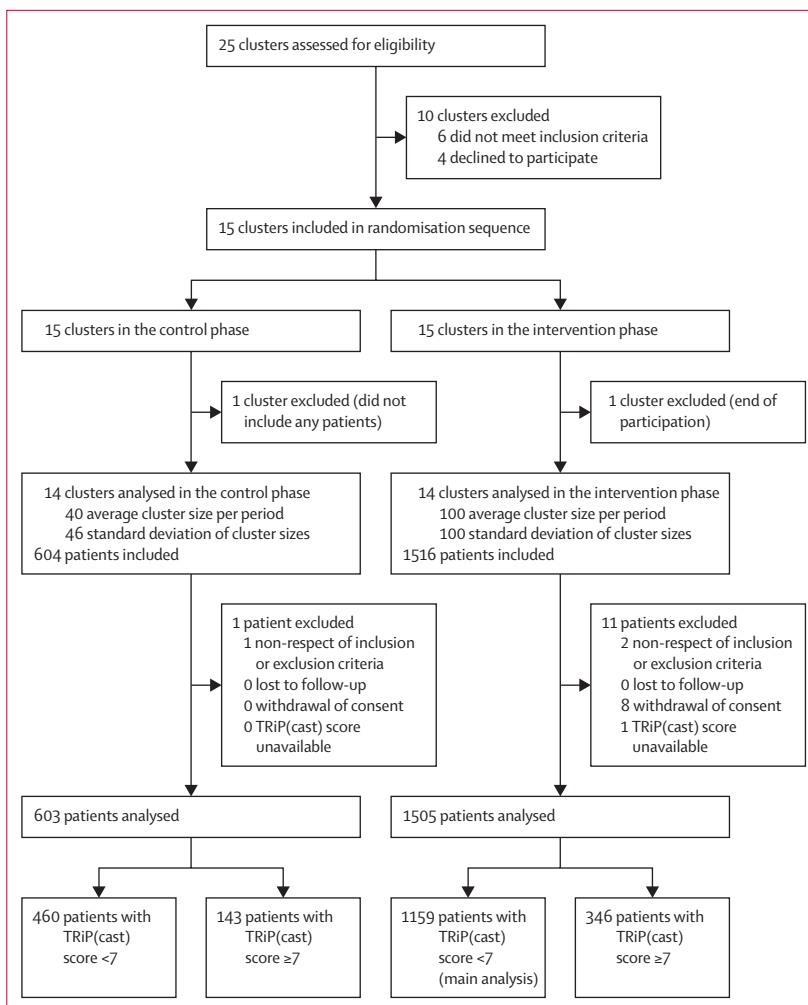 25 clusters assessed for eligibility
10 clusters excluded
6 did not meet inclusion criteria
4 declined to participate
15 clusters included in randomisation sequence
15 clusters in the control phase
15 clusters in the intervention phase
1 cluster excluded (did not
include any patients)
1 cluster excluded (end of
participation)
14 clusters analysed in the control phase
40 average cluster size per period
46 standard deviation of cluster sizes
604 patients included
14 clusters analysed in the intervention phase
100 average cluster size per period
100 standard deviation of cluster sizes
1516 patients included
1 patient excluded
1 non-respect of inclusion
or exclusion criteria
0 lost to follow-up
0 withdrawal of consent
0 TRiP(cast) score
unavailable
11 patients excluded
2 non-respect of inclusion
or exclusion criteria
0 lost to follow-up
8 withdrawal of consent
1 TRiP(cast) score
unavailable
603 patients analysed
1505 patients analysed
460 patients with
TRiP(cast)
score <7
143 patients with
TRiP(cast)
score ≥7
1159 patients with
TRiP(cast)
score <7
(main analysis)
346 patients with
TRiP(cast)
score ≥7